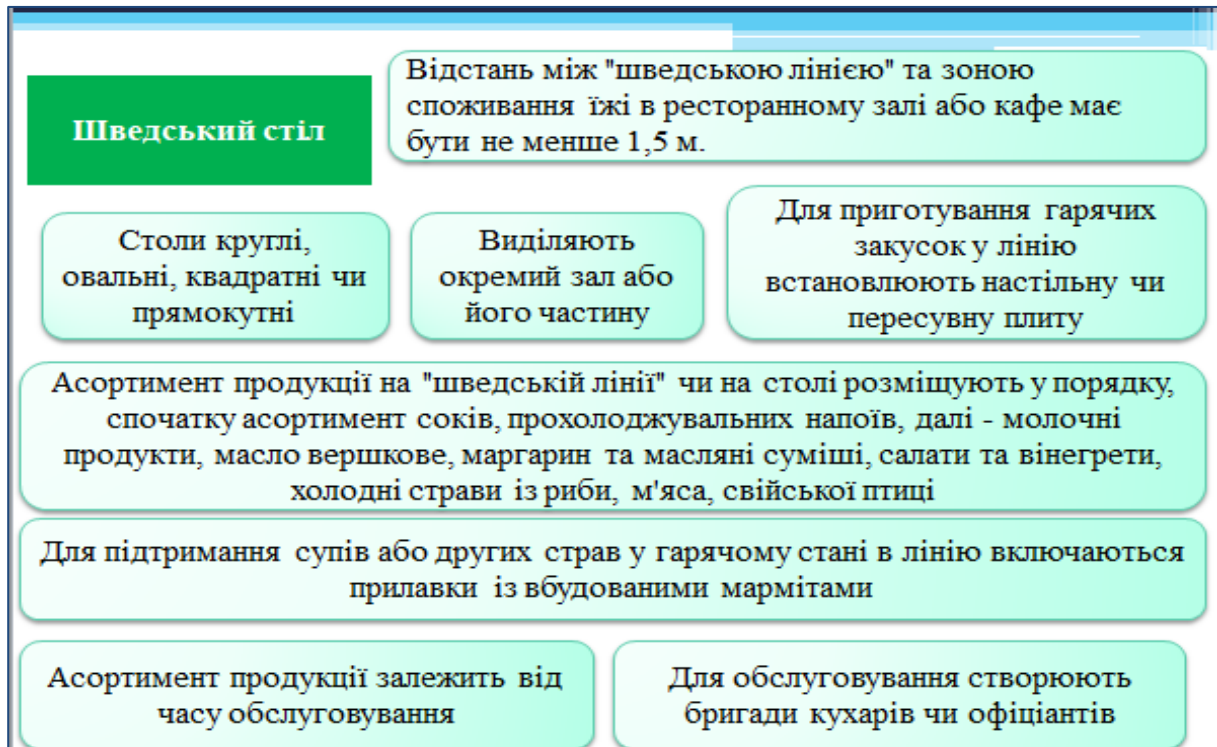 Шведський стіл
Відстань між "шведською лінією" та зоною
споживання їжі в ресторанному залі або кафе має
бути не менше 1,5 м.
Столи круглі,
овальні, квадратні чи
прямокутні
Виділяють
окремий зал або
його частину
Для приготування гарячих
закусок у лінію
встановлюють настільну чи
пересувну плиту
Асортимент продукції на "шведській лінії" чи на столі розміщують у порядку,
спочатку асортимент соків, прохолоджувальних напоїв, далі - молочні
продукти, масло вершкове, маргарин та масляні суміші, салати та вінегрети,
холодні страви із риби, м'яса, свійської птиці
Для підтримання супів або других страв у гарячому стані в лінію включаються
прилавки із вбудованими мармітами
Асортимент продукції залежить від
часу обслуговування
Для обслуговування створюють
бригади кухарів чи офіціантів